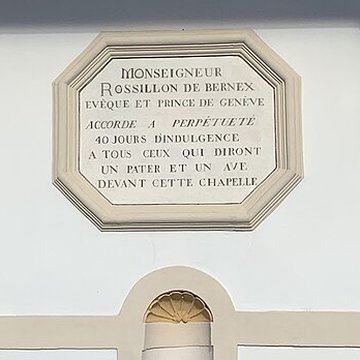 MONSEIGNEUR
ROSSILLON DE BERNEX
EVÊQUE ET PRINCE DE GENÈVE
ACCORDE A PERPÉTUETÉ
40 JOURS D'INDULGENCE
A TOUS CEUX QUI DIRONT
UN PATER ET UN AVE
DEVANT CETTE CHAPELLE